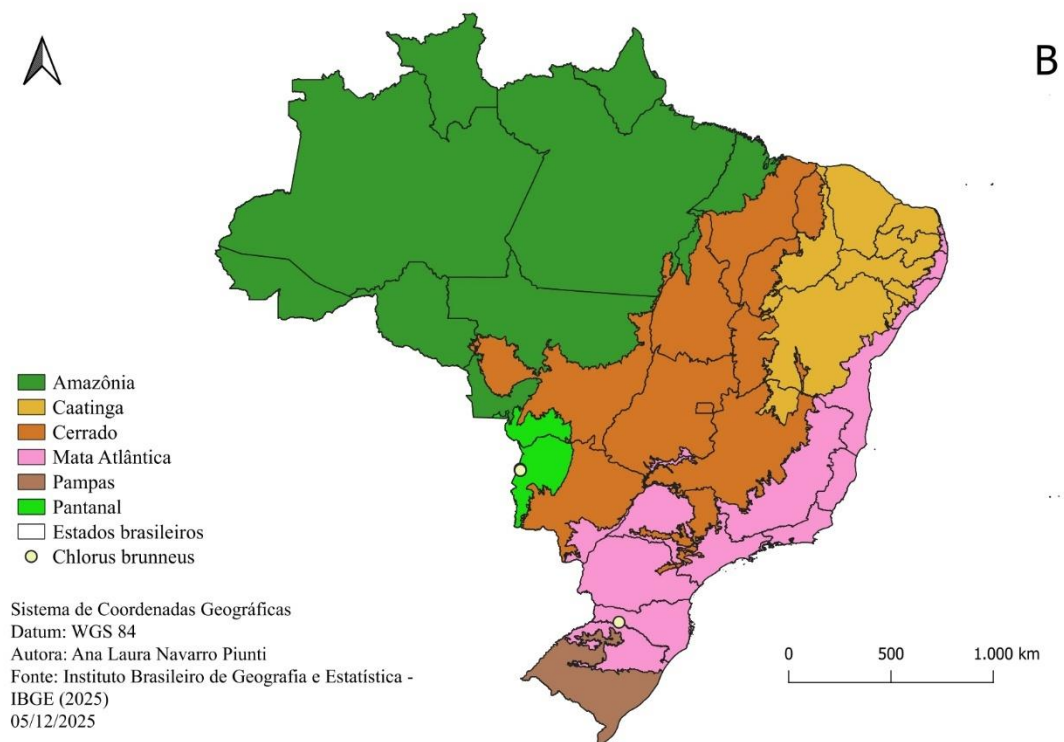 B
Amazônia
Caatinga
Cerrado
Mata Atlântica
Pampas
Pantanal
Estados brasileiros
Chlorus brunneus
Sistema de Coordenadas Geográficas
Datum: WGS 84
Autora: Ana Laura Navarro Piunti
Fonte: Instituto Brasileiro de Geografia e Estatística -
IBGE (2025)
05/12/2025
0 500 1.000 km